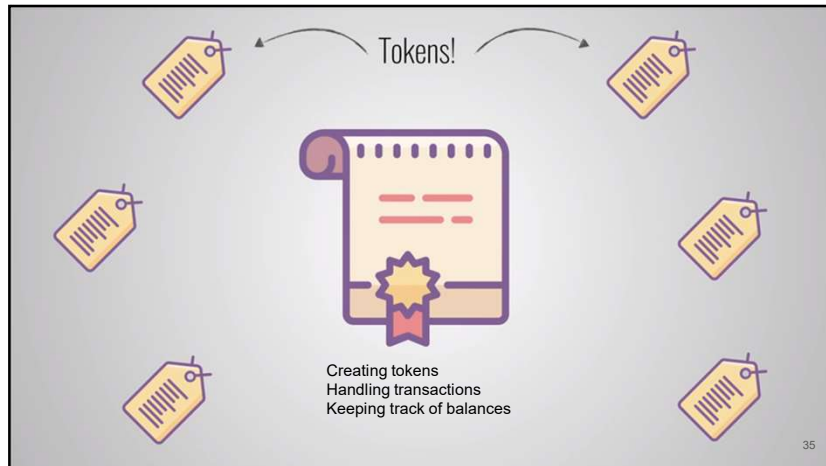 Tokens!
Creating tokens
Handling transactions
Keeping track of balances
35